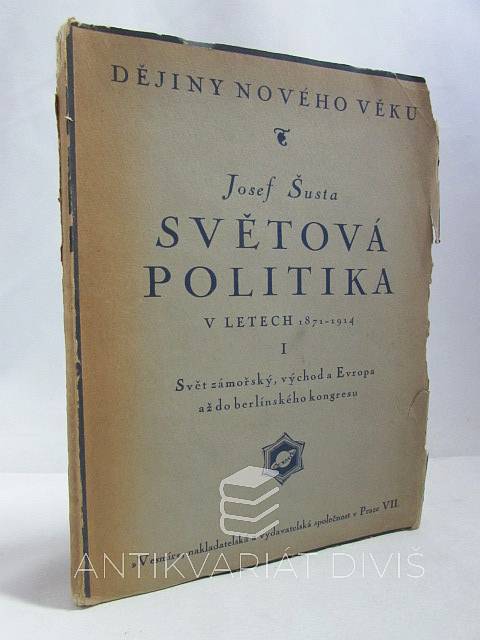 DĚJINY NOVÉHO VĚKU
Josef Šusta
SVĚTOVÁ
POLITIKA
V LETECH 1871-1914
I
Svět zámořský, východ a Evropa
až do berlínského kongresu
»Vesmír« nakladatelská a vydavatelská společnost v Praze VII.
ANTIKVARIÁT DIVIŠ